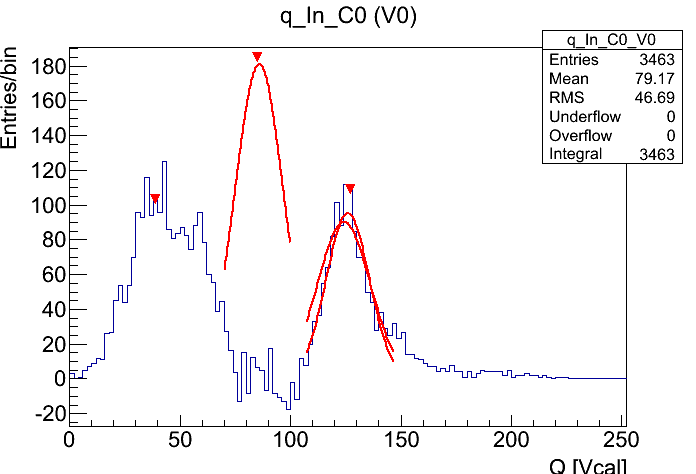 q_In_C0 (V0)
q_In_C0_V0
Entries 3463
Mean 79.17
RMS 46.69
Underflow 0
Overflow 0
Integral 3463
Entries/bin
180
160
140
120
100
80
60
40
20
0
-20
0 50 100 150 200 250
Q [Vcal]